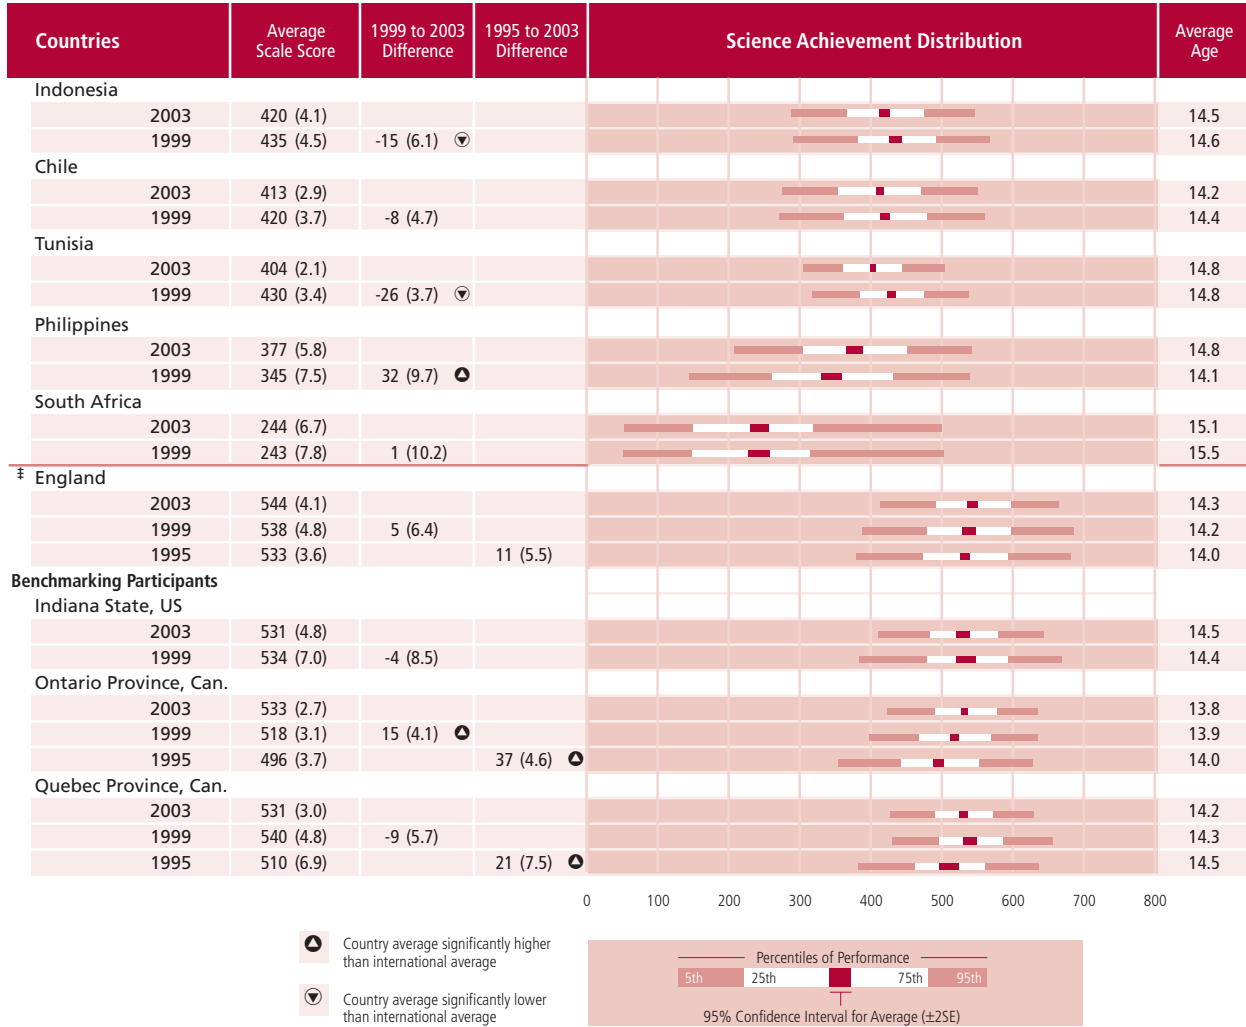 Countries Average Scale Score 1999 to 2003 Difference 1995 to 2003 Difference Science Achievement Distribution Average Age
Indonesia
2003 420 (4.1) 14.5
1999 435 (4.5) -15 (6.1) 14.6
Chile
2003 413 (2.9) 14.2
1999 420 (3.7) -8 (4.7) 14.4
Tunisia
2003 404 (2.1) 14.8
1999 430 (3.4) -26 (3.7) 14.8
Philippines
2003 377 (5.8) 14.8
1999 345 (7.5) 32 (9.7) 14.1
South Africa
2003 244 (6.7) 15.1
1999 243 (7.8) 1 (10.2) 15.5
‡ England
2003 544 (4.1) 14.3
1999 538 (4.8) 5 (6.4) 14.2
1995 533 (3.6) 11 (5.5) 14.0
Benchmarking Participants
Indiana State, US
2003 531 (4.8) 14.5
1999 534 (7.0) -4 (8.5) 14.4
Ontario Province, Can.
2003 533 (2.7) 13.8
1999 518 (3.1) 15 (4.1) 13.9
1995 496 (3.7) 37 (4.6) 14.0
Quebec Province, Can.
2003 531 (3.0) 14.2
1999 540 (4.8) -9 (5.7) 14.3
1995 510 (6.9) 21 (7.5) 14.5
0 100 200 300 400 500 600 700 800
Country average significantly higher
than international average
Country average significantly lower
than international average
Percentiles of Performance
5th 25th 75th 95th
95% Confidence Interval for Average (±2SE)